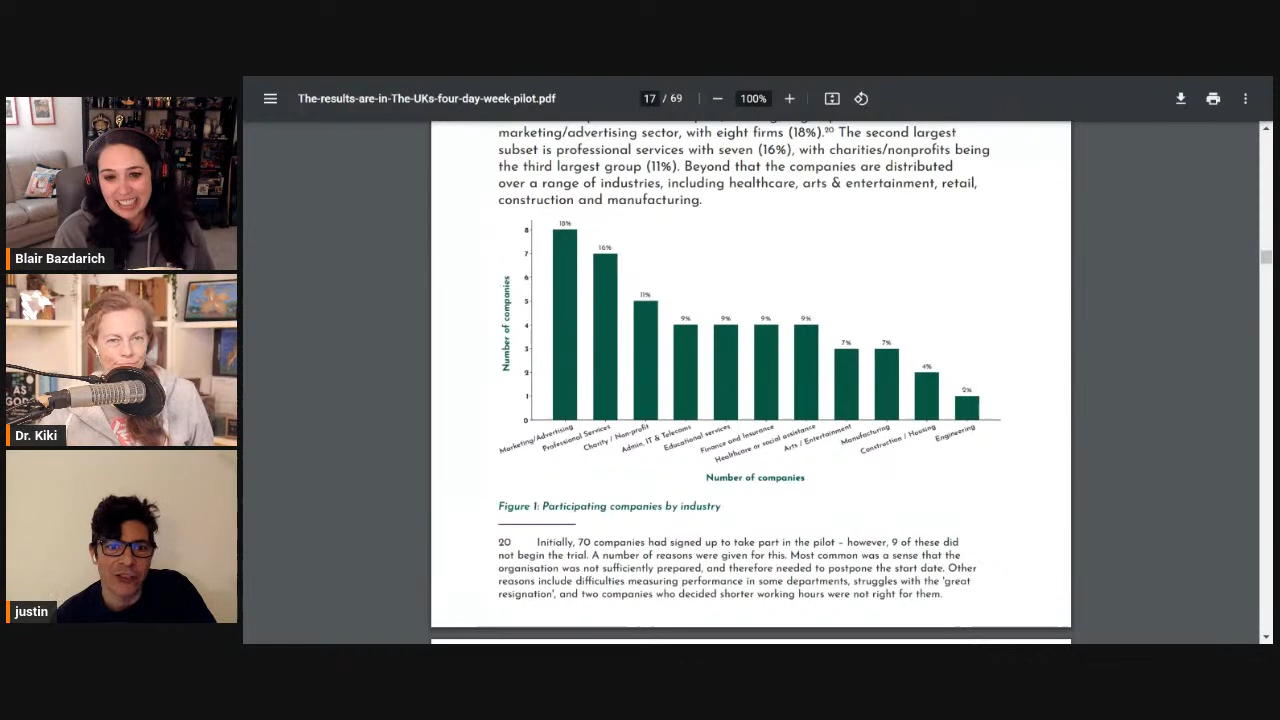 The-results-are-in-The-UKs-four-day-week-pilot.pdf
17 / 69
100%
marketing/advertising sector, with eight firms (18%).20 The second largest
subset is professional services with seven (16%), with charities/nonprofits being
the third largest group (11%). Beyond that the companies are distributed
over a range of industries, including healthcare, arts & entertainment, retail,
construction and manufacturing.
Number of companies
8
7
6
5
4
3
2
1
0
18%
16%
11%
9%
9%
9%
9%
7%
7%
4%
2%
Marketing/Advertising
Professional Services
Charity / Non-profit
Admin, IT & Telecoms
Educational services
Finance and Insurance
Healthcare or social assistance
Arts / Entertainment
Manufacturing
Construction / Housing
Engineering
Number of companies
Figure 1: Participating companies by industry
20 Initially, 70 companies had signed up to take part in the pilot – however, 9 of these did
not begin the trial. A number of reasons were given for this. Most common was a sense that the
organisation was not sufficiently prepared, and therefore needed to postpone the start date. Other
reasons include difficulties measuring performance in some departments, struggles with the 'great
resignation', and two companies who decided shorter working hours were not right for them.
Blair Bazdarich
AS
GOD
Dr. Kiki
justin